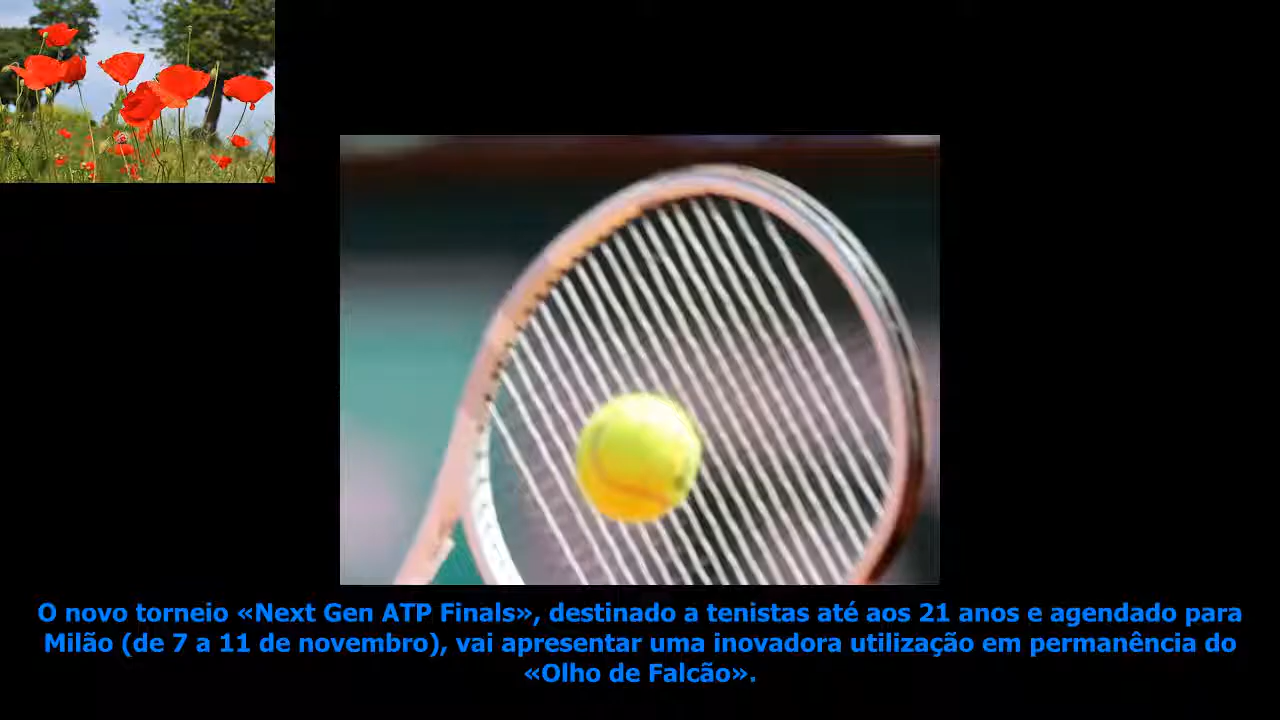 O novo torneio «Next Gen ATP Finals», destinado a tenistas até aos 21 anos e agendado para
Milão (de 7 a 11 de novembro), vai apresentar uma inovadora utilização em permanência do
«Olho de Falcão».